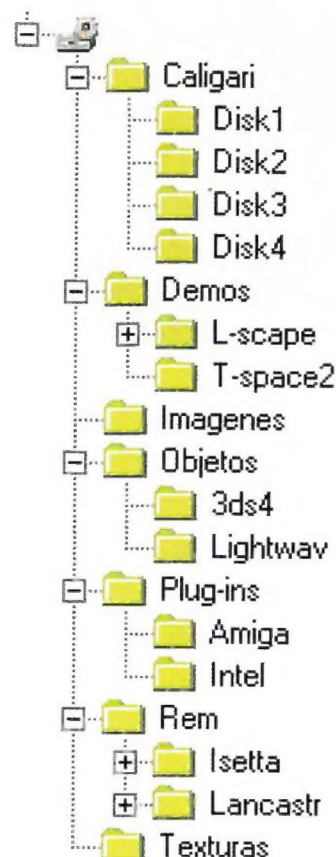 Caligari
Disk1
Disk2
Disk3
Disk4
Demos
L-scape
T-space2
Imagenes
Objetos
3ds4
Lightwav
Plug-ins
Amiga
Intel
Rem
Isetta
Lancastr
Texturas